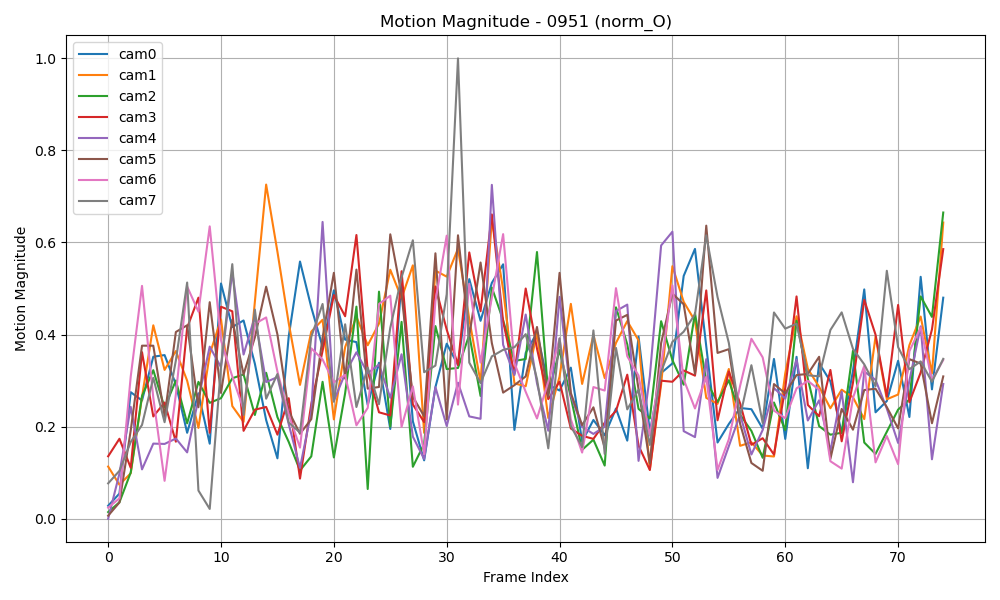 Motion Magnitude - 0951 (norm_O)
cam0
cam1
cam2
cam3
cam4
cam5
cam6
cam7
Motion Magnitude
1.0
0.8
0.6
0.4
0.2
0.0
0 10 20 30 40 50 60 70
Frame Index